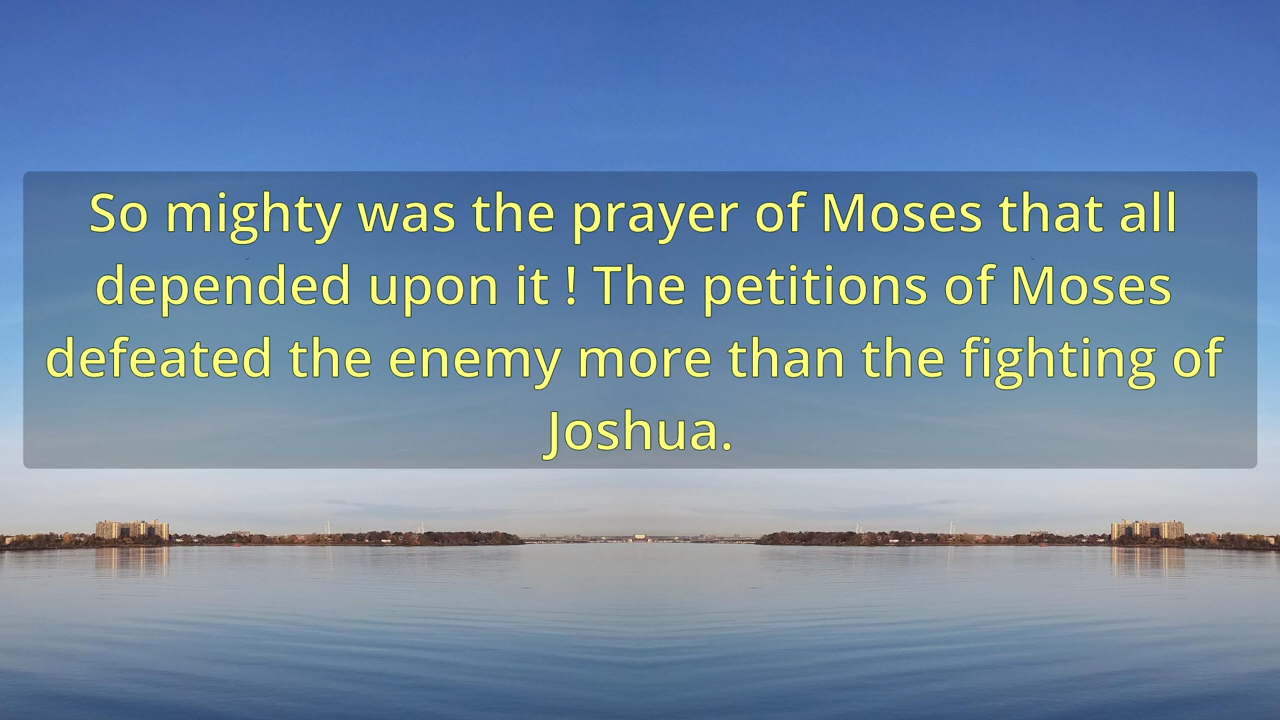 So mighty was the prayer of Moses that all
depended upon it ! The petitions of Moses
defeated the enemy more than the fighting of
Joshua.